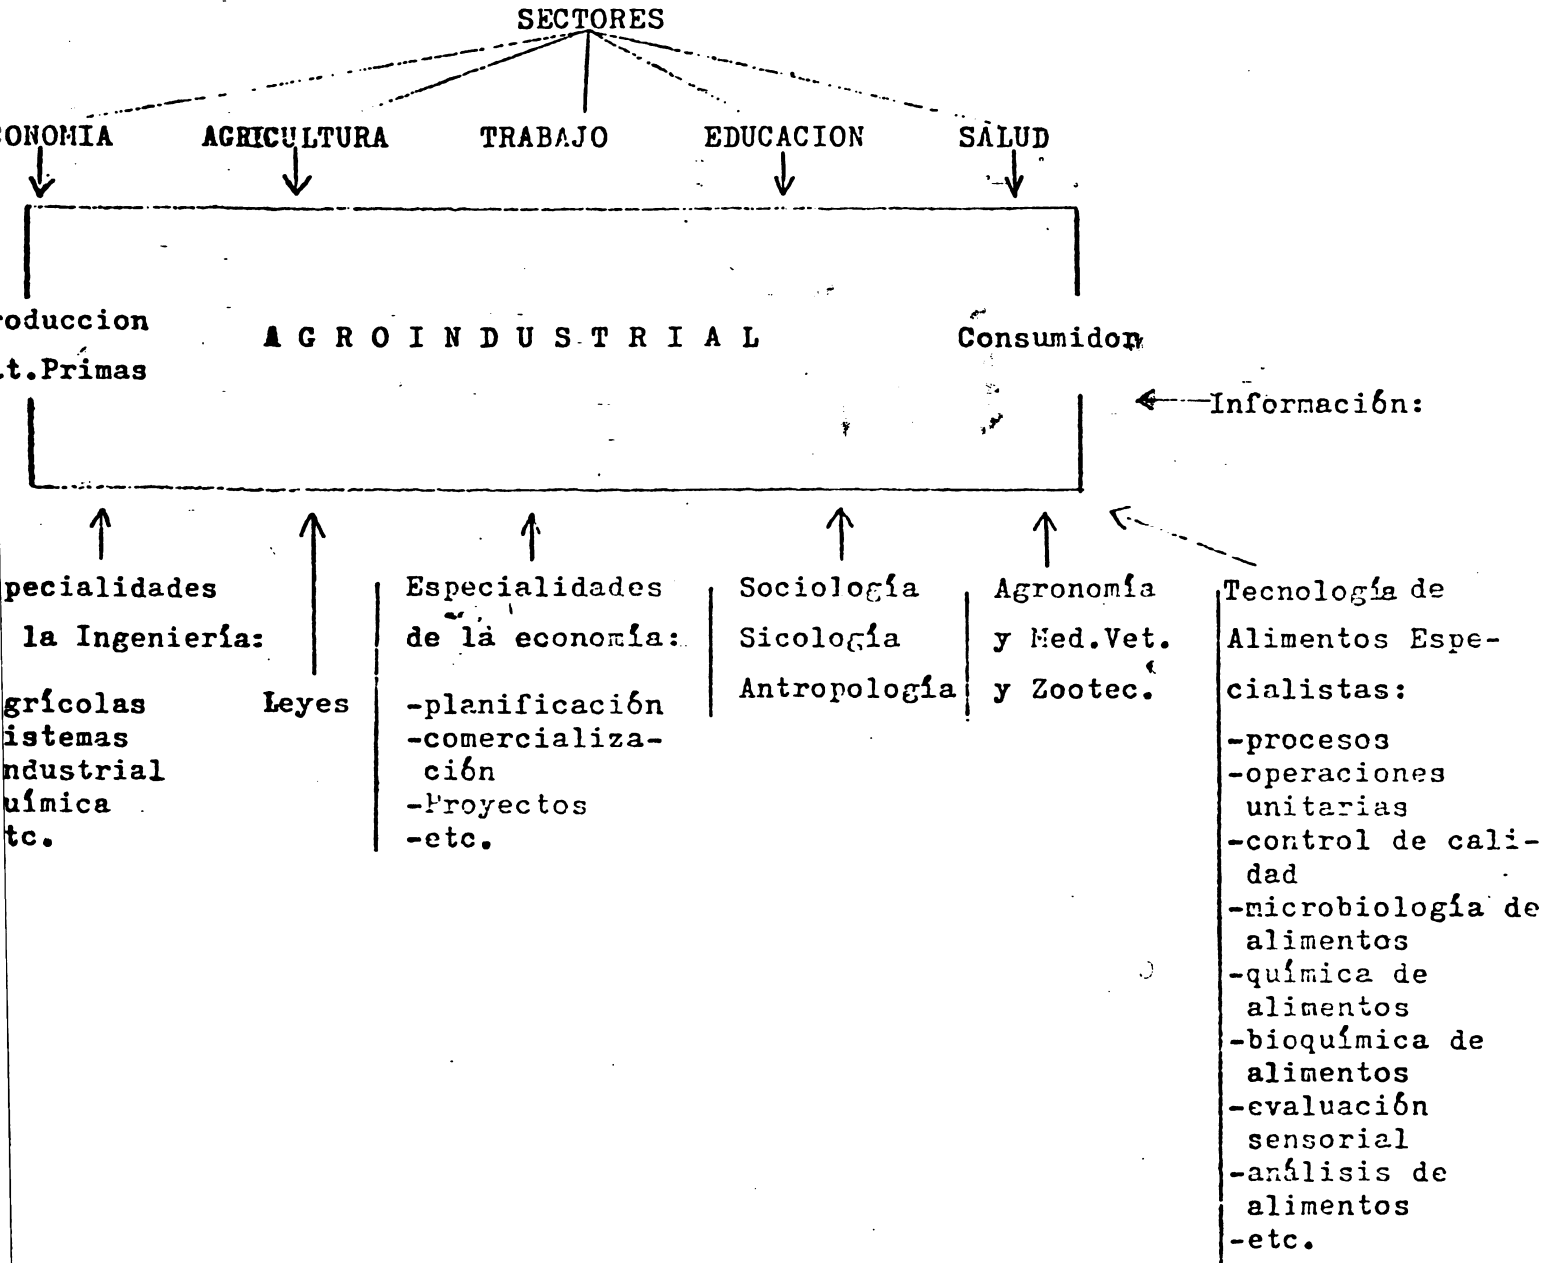 SECTORES
CONOMIA AGRICULTURA TRABAJO EDUCACION SALUD
roduccion
A G R O I N D U S T R I A L Consumidor
t.Primas
Información:
pecialidades
la Ingeniería:
grícolas
istemas
ndustrial
uímica
tc.
Leyes
Especialidades
de la economía:
-planificación
-comercializa-
ción
-Proyectos
-etc.
Sociología
Sicología
Antropología
Agronomía
y Med.Vet.
y Zootec.
Tecnología de
Alimentos Espe-
cialistas:
-procesos
-operaciones
unitarias
-control de cali-
dad
-microbiología de
alimentos
-química de
alimentos
-bioquímica de
alimentos
-evaluación
sensorial
-análisis de
alimentos
-etc.